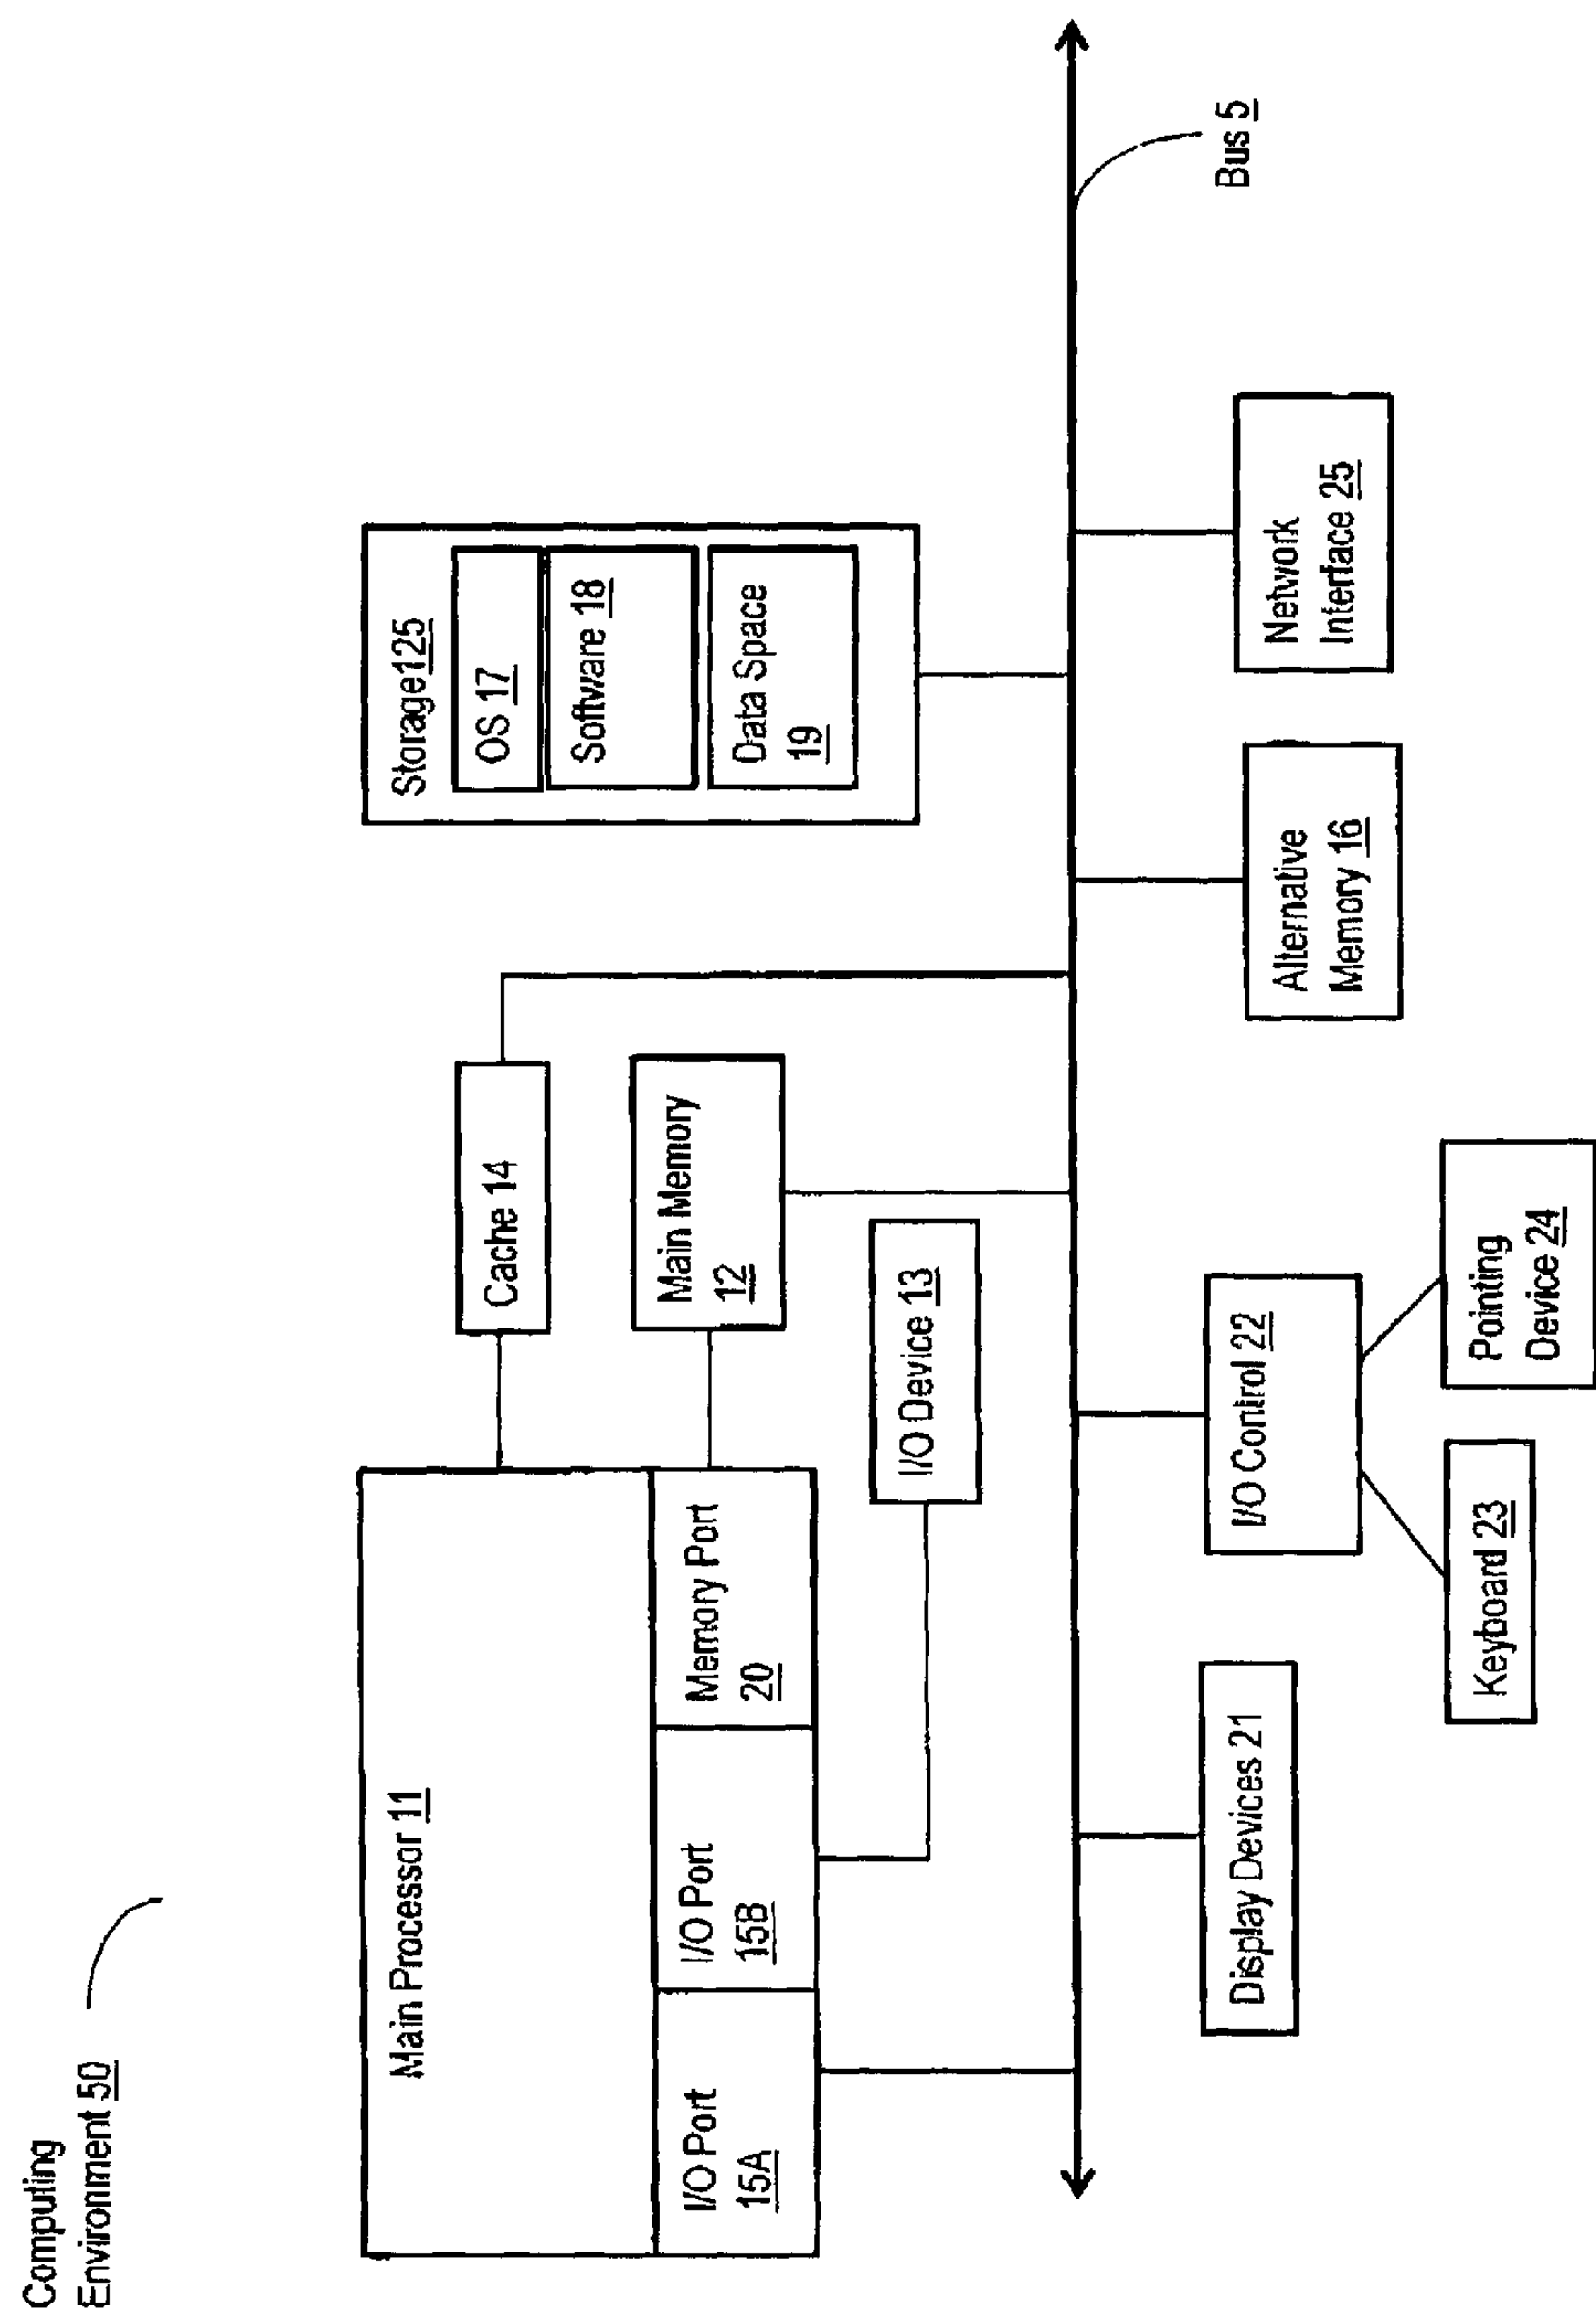 Computing
Environment 50
Main Processor 11
I/O Port
15A
I/O Port
15B
Memory Port
20
Cache 14
Main Memory
12
I/O Device 13
Storage125
OS 17
Software 18
Data Space
19
Bus 5
Display Devices 21
I/O Control 22
Keyboard 23
Pointing
Device 24
Alternative
Memory 16
Network
Interface 25